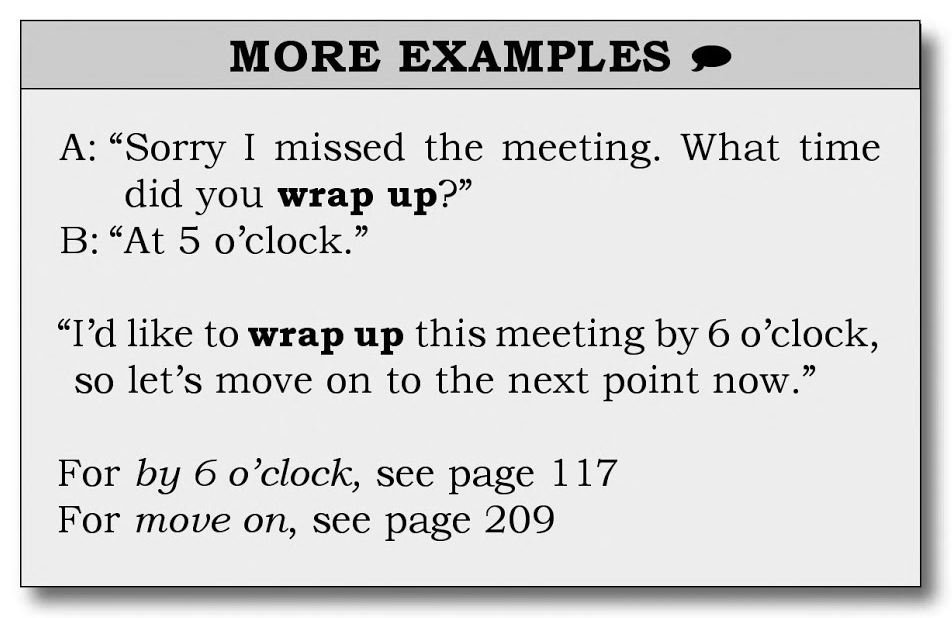 MORE EXAMPLES
A: “Sorry I missed the meeting. What time
did you wrap up?”
B: “At 5 o’clock.”
“I’d like to wrap up this meeting by 6 o’clock,
so let’s move on to the next point now.”
For by 6 o’clock, see page 117
For move on, see page 209